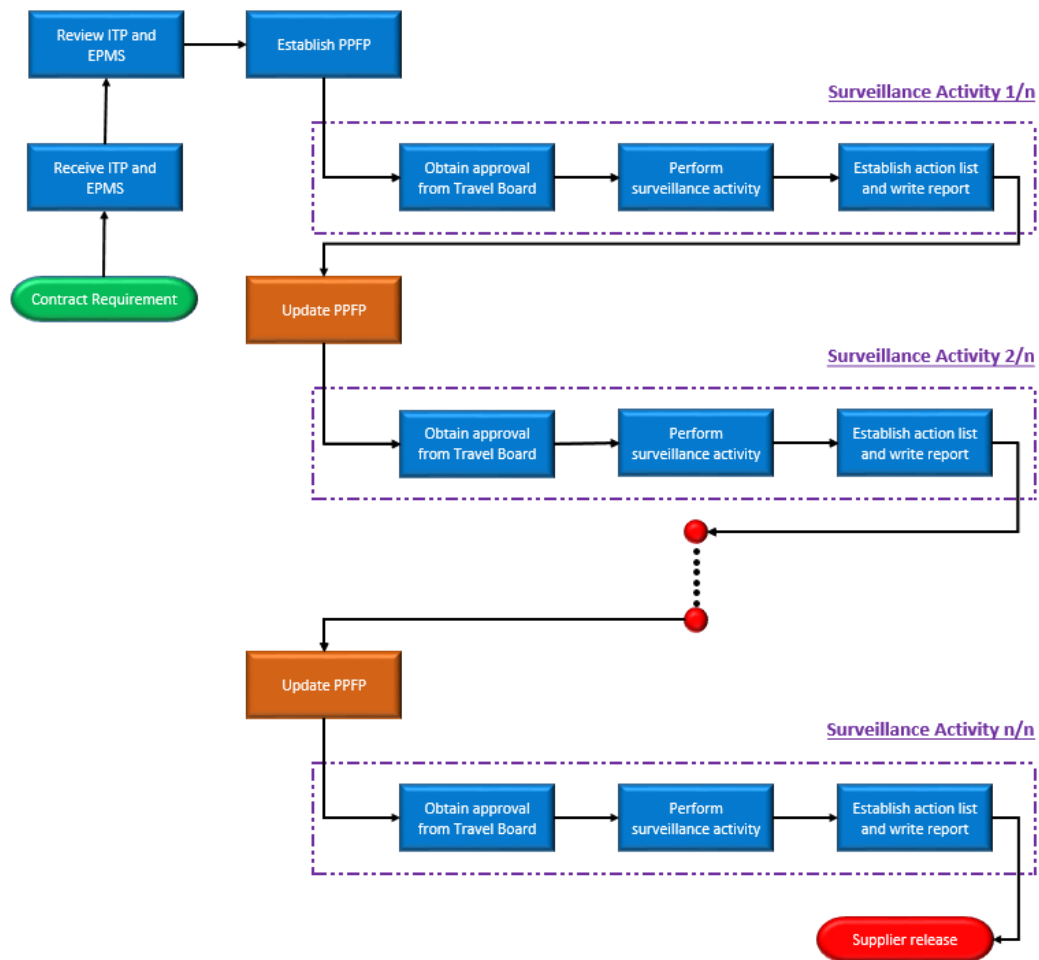 Review ITP and
EPMS
Establish PPFP
Surveillance Activity 1/n
Receive ITP and
EPMS
Obtain approval
from Travel Board
Perform
surveillance activity
Establish action list
and write report
Contract Requirement
Update PPFP
Surveillance Activity 2/n
Obtain approval
from Travel Board
Perform
surveillance activity
Establish action list
and write report
Update PPFP
Surveillance Activity n/n
Obtain approval
from Travel Board
Perform
surveillance activity
Establish action list
and write report
Supplier release